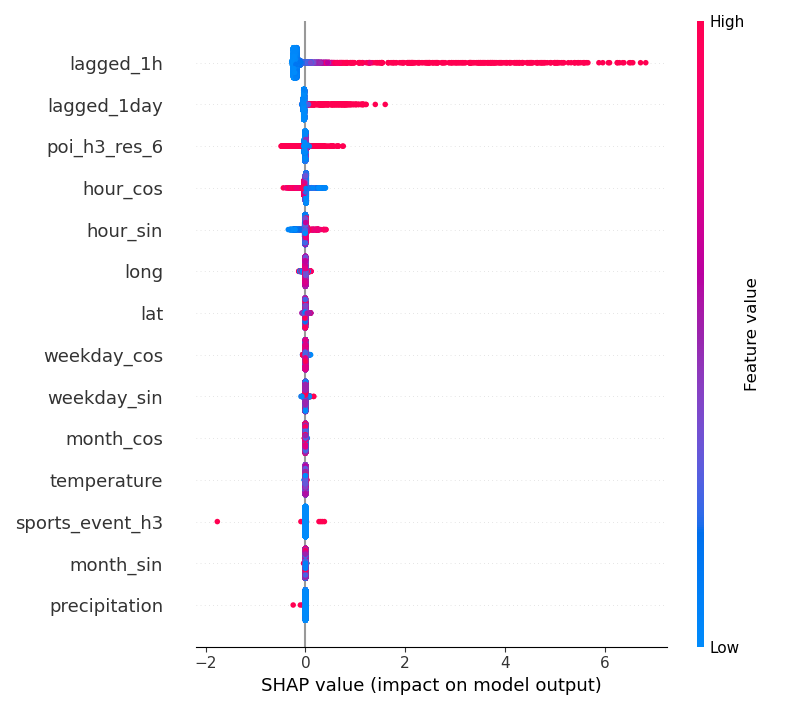 High
lagged_1h
lagged_1day
poi_h3_res_6
hour_cos
hour_sin
long
lat
weekday_cos
weekday_sin
month_cos
temperature
sports_event_h3
month_sin
precipitation
Feature value
Low
−2 0 2 4 6
SHAP value (impact on model output)